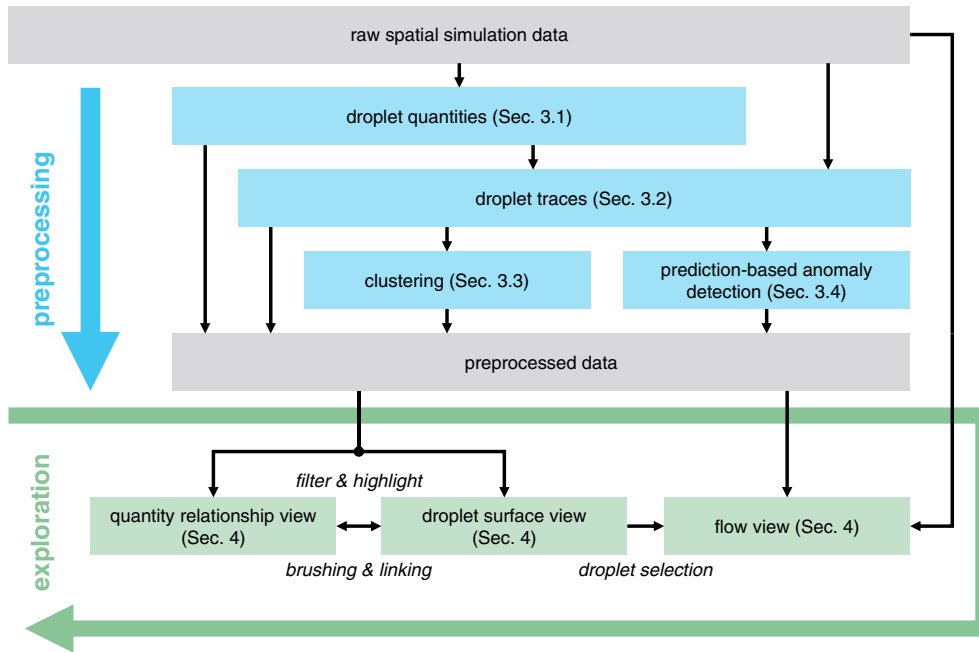 raw spatial simulation data
preprocessing
droplet quantities (Sec. 3.1)
droplet traces (Sec. 3.2)
clustering (Sec. 3.3)
prediction-based anomaly
detection (Sec. 3.4)
preprocessed data
exploration
filter & highlight
quantity relationship view
(Sec. 4)
droplet surface view
(Sec. 4)
flow view (Sec. 4)
brushing & linking
droplet selection